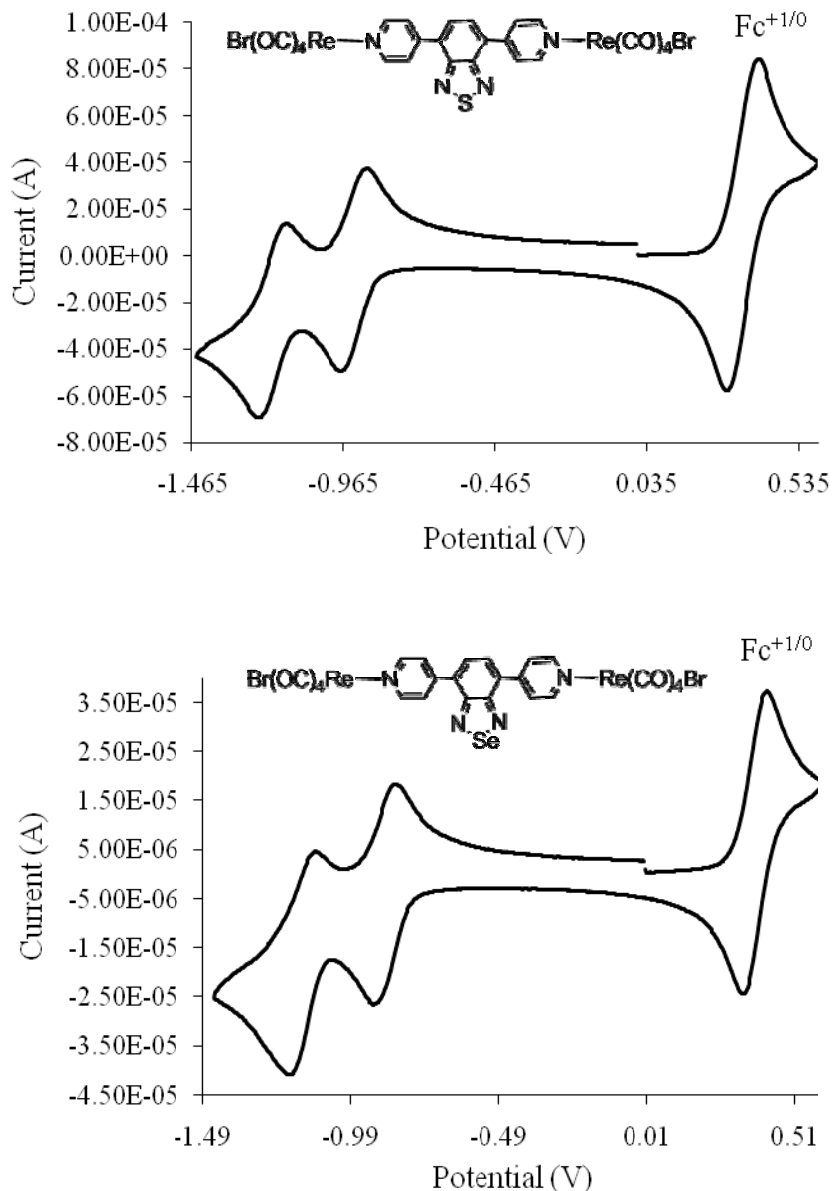 1.00E-04
8.00E-05
6.00E-05
4.00E-05
2.00E-05
0.00E+00
-2.00E-05
-4.00E-05
-6.00E-05
-8.00E-05
Current (A)
Br(OC)₄Re N N Re(CO)₄Br
N S N
Fc⁺¹/⁰
-1.465 -0.965 -0.465 0.035 0.535
Potential (V)
3.50E-05
2.50E-05
1.50E-05
5.00E-06
-5.00E-06
-1.50E-05
-2.50E-05
-3.50E-05
-4.50E-05
Current (A)
Br(OC)₄Re N N Re(CO)₄Br
N Se N
Fc⁺¹/⁰
-1.49 -0.99 -0.49 0.01 0.51
Potential (V)